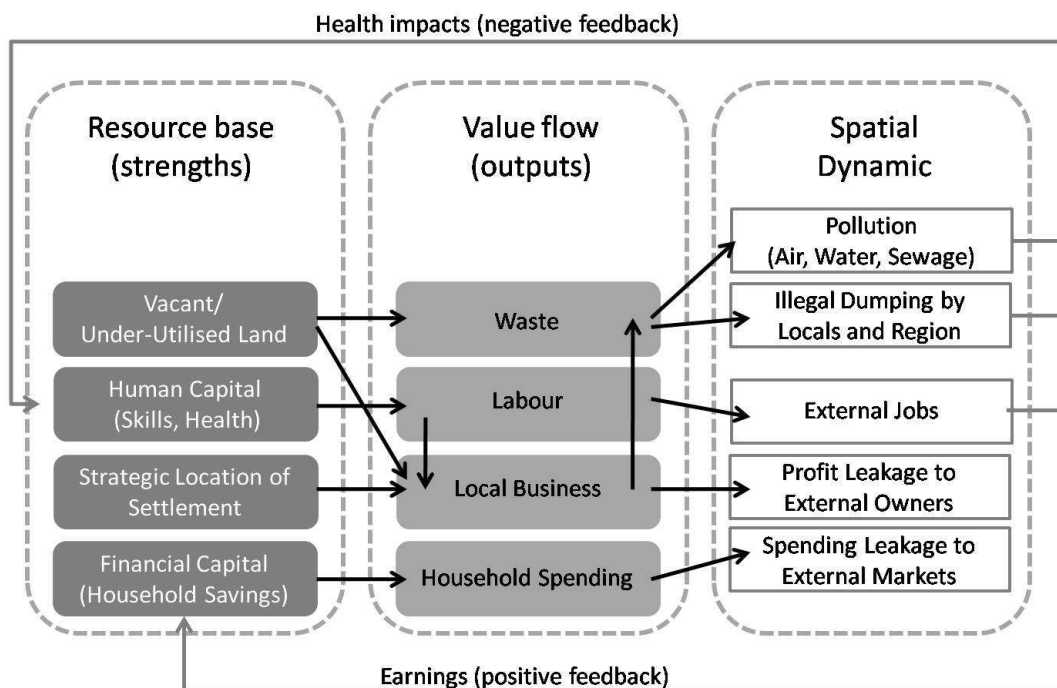 Health impacts (negative feedback)
Resource base
(strengths)
Vacant/
Under-Utilised Land
Human Capital
(Skills, Health)
Strategic Location of
Settlement
Financial Capital
(Household Savings)
Value flow
(outputs)
Waste
Labour
Local Business
Household Spending
Spatial
Dynamic
Pollution
(Air, Water, Sewage)
Illegal Dumping by
Locals and Region
External Jobs
Profit Leakage to
External Owners
Spending Leakage to
External Markets
Earnings (positive feedback)